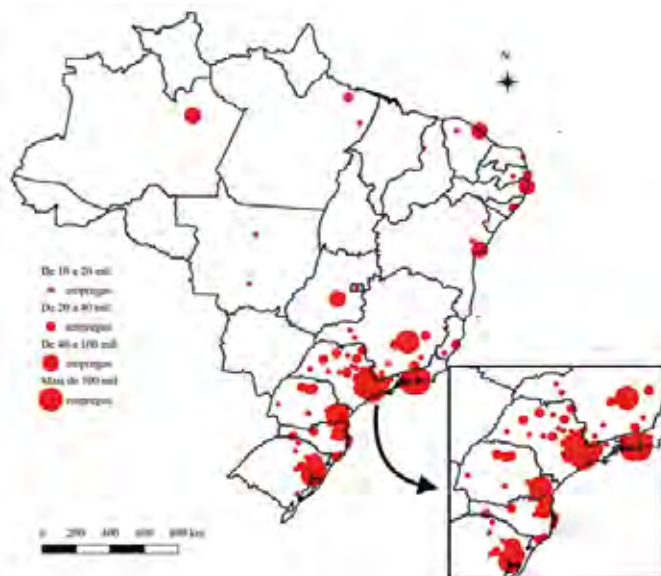 N
De 10 a 20 mil
empregos
De 20 a 40 mil
empregos
De 40 a 100 mil
empregos
Mais de 100 mil
empregos
0 200 400 600 800 km